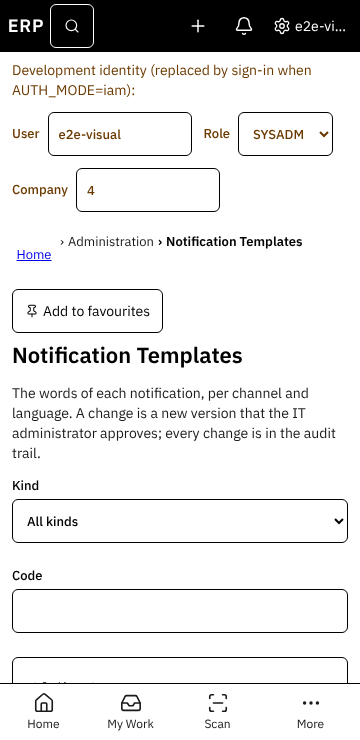 ERP
e2e-vi...
Development identity (replaced by sign-in when
AUTH_MODE=iam):
User e2e-visual Role SYSADM
Company 4
Home › Administration › Notification Templates
Add to favourites
Notification Templates
The words of each notification, per channel and
language. A change is a new version that the IT
administrator approves; every change is in the audit
trail.
Kind
All kinds
Code
Home My Work Scan More